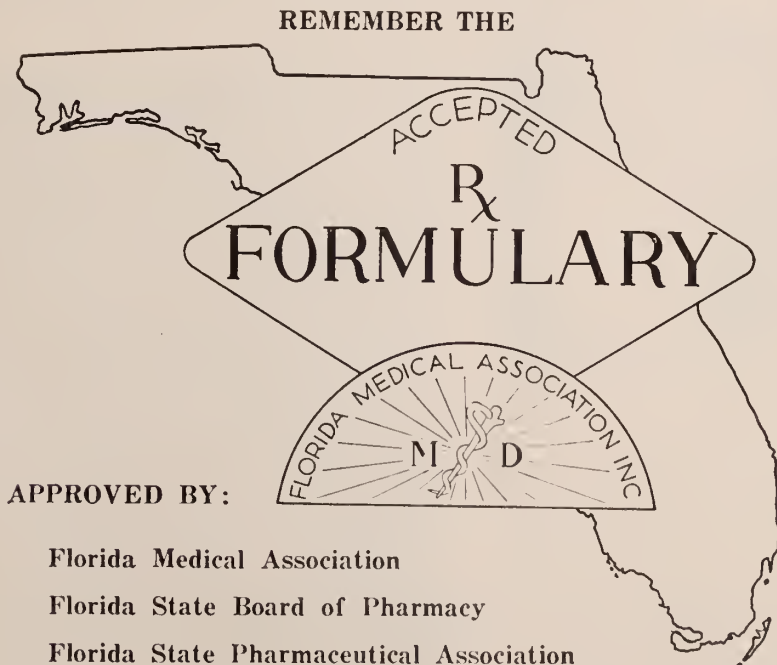 REMEMBER THE
ACCEPTED
Rx
FORMULARY
FLORIDA MEDICAL ASSOCIATION INC
M D
APPROVED BY:
Florida Medical Association
Florida State Board of Pharmacy
Florida State Pharmaceutical Association